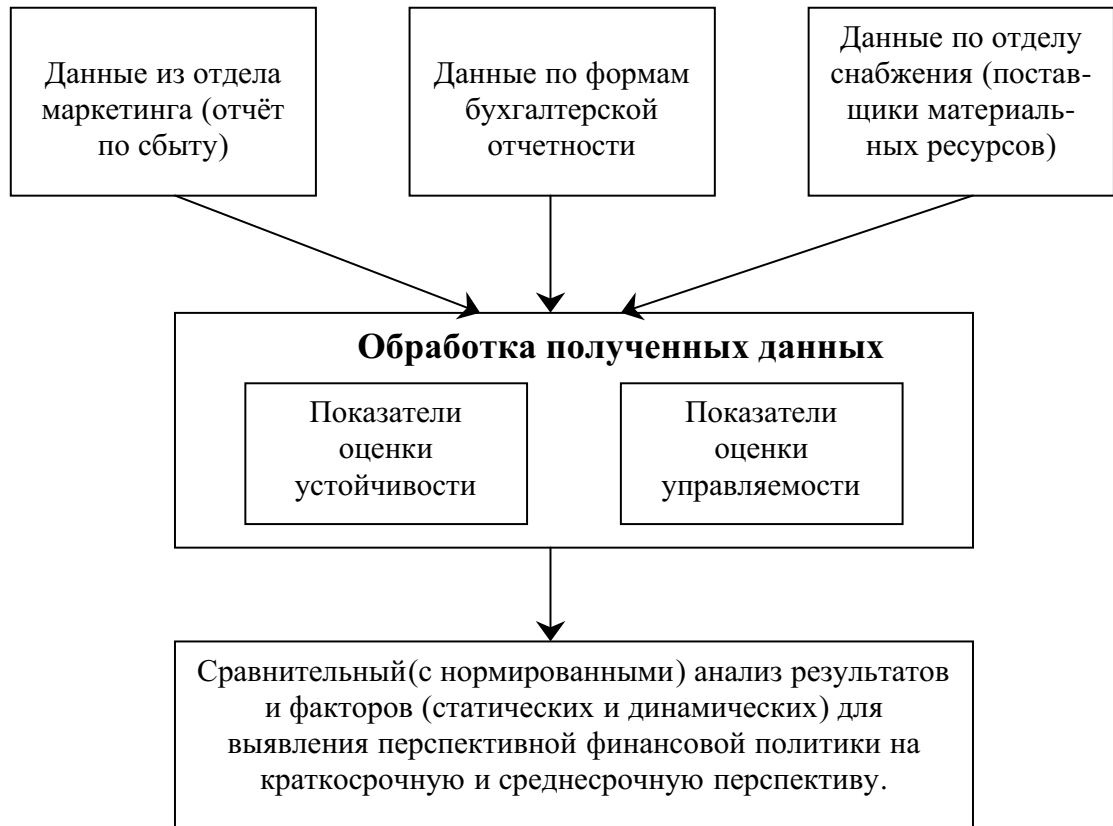 Данные из отдела
маркетинга (отчёт
по сбыту)
Данные по формам
бухгалтерской
отчетности
Данные по отделу
снабжения (постав-
щики материаль-
ных ресурсов)
Обработка полученных данных
Показатели
оценки
устойчивости
Показатели
оценки
управляемости
Сравнительный(с нормированными) анализ результатов
и факторов (статических и динамических) для
выявления перспективной финансовой политики на
краткосрочную и среднесрочную перспективу.